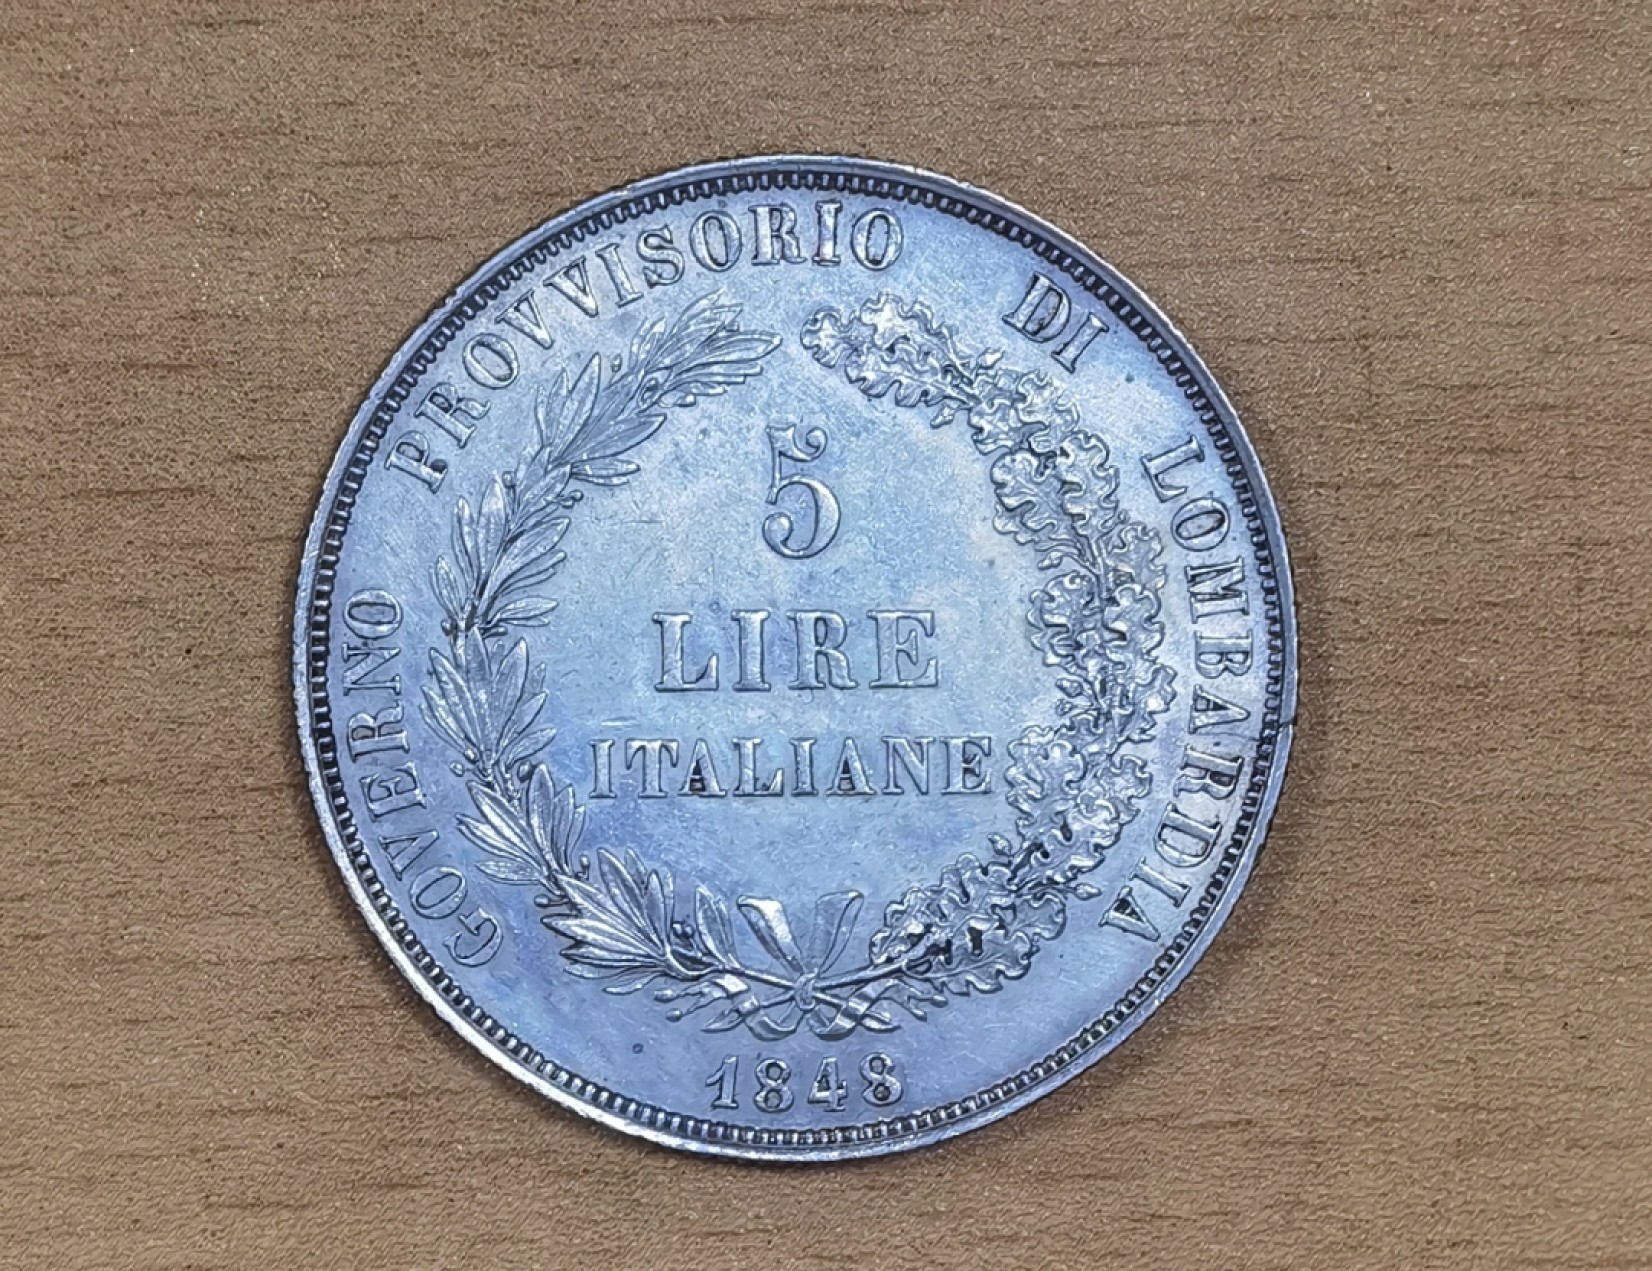 GOVERNO PROVVISORIO DI LOMBARDIA
5
LIRE
ITALIANE
1848